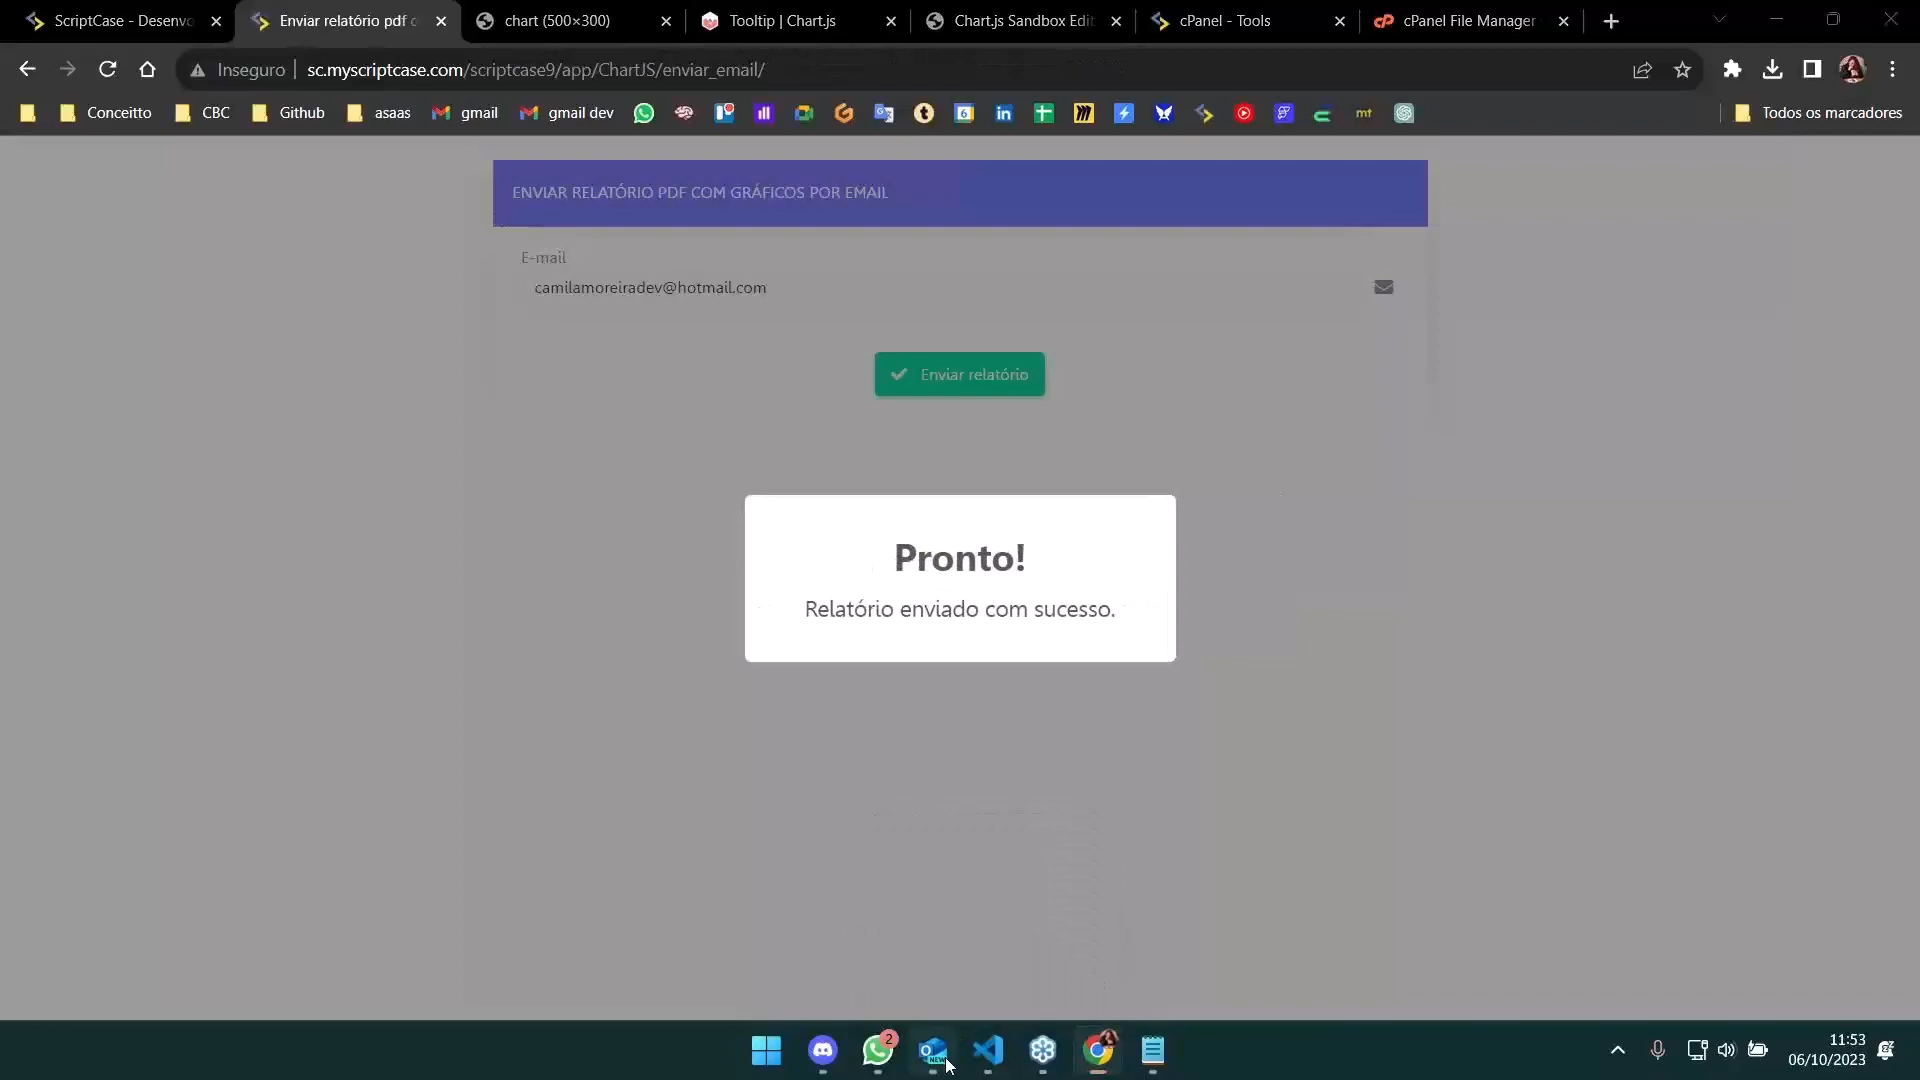 ScriptCase - Desenvo
Enviar relatório pdf c
chart (500×300)
Tooltip | Chart.js
Chart.js Sandbox Edit
cPanel - Tools
cPanel File Manager
Inseguro
sc.myscriptcase.com/scriptcase9/app/ChartJS/enviar_email/
Conceitto
CBC
Github
asaas
gmail
gmail dev
Todos os marcadores
ENVIAR RELATÓRIO PDF COM GRÁFICOS POR EMAIL
E-mail
camilamoreiradev@hotmail.com
Enviar relatório
Pronto!
Relatório enviado com sucesso.
2
NEW
11:53
06/10/2023